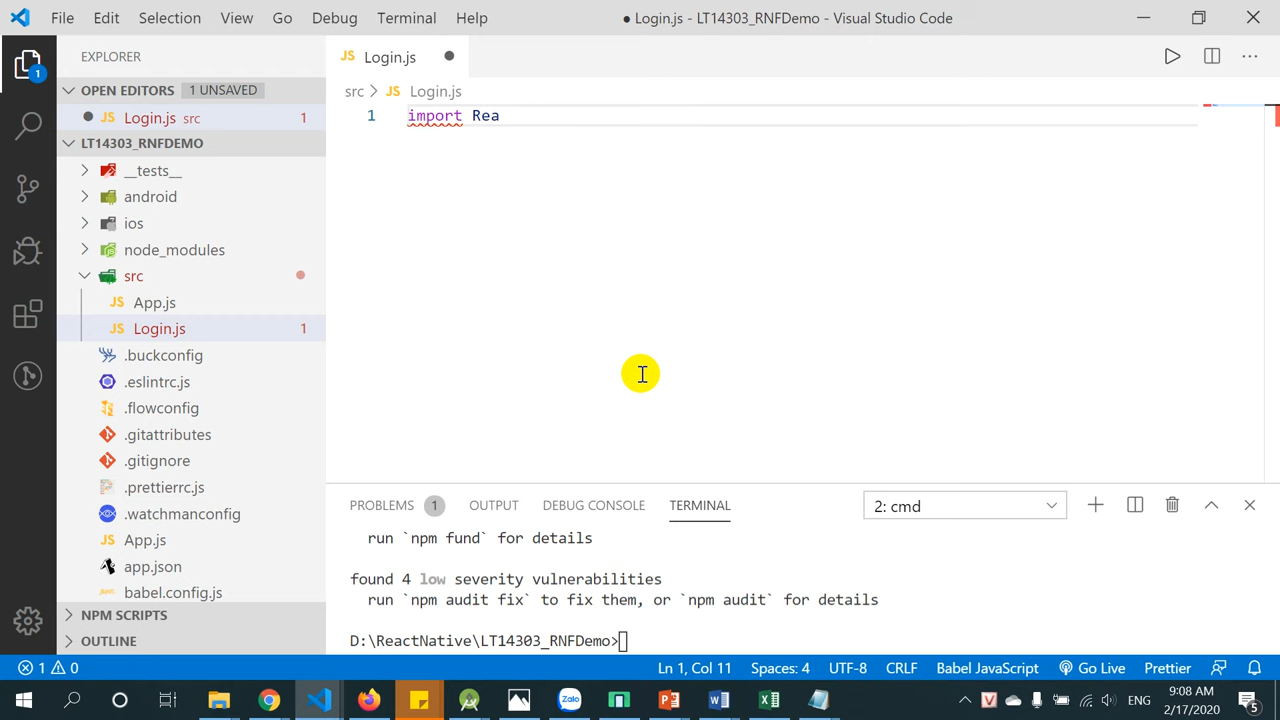 File Edit Selection View Go Debug Terminal Help ● Login.js - LT14303_RNFDemo - Visual Studio Code
EXPLORER
1
OPEN EDITORS 1 UNSAVED
JS Login.js src 1
LT14303_RNFDEMO
__tests__
android
ios
node_modules
src
JS App.js
JS Login.js 1
.buckconfig
.eslintrc.js
.flowconfig
.gitattributes
.gitignore
.prettierrc.js
.watchmanconfig
JS App.js
app.json
babel.config.js
NPM SCRIPTS
OUTLINE
JS Login.js
src > JS Login.js
1 import Rea
PROBLEMS 1 OUTPUT DEBUG CONSOLE TERMINAL 2: cmd
run `npm fund` for details
found 4 low severity vulnerabilities
run `npm audit fix` to fix them, or `npm audit` for details
D:\ReactNative\LT14303_RNFDemo>
1 0 Ln 1, Col 11 Spaces: 4 UTF-8 CRLF Babel JavaScript Go Live Prettier
ENG 9:08 AM
2/17/2020 5